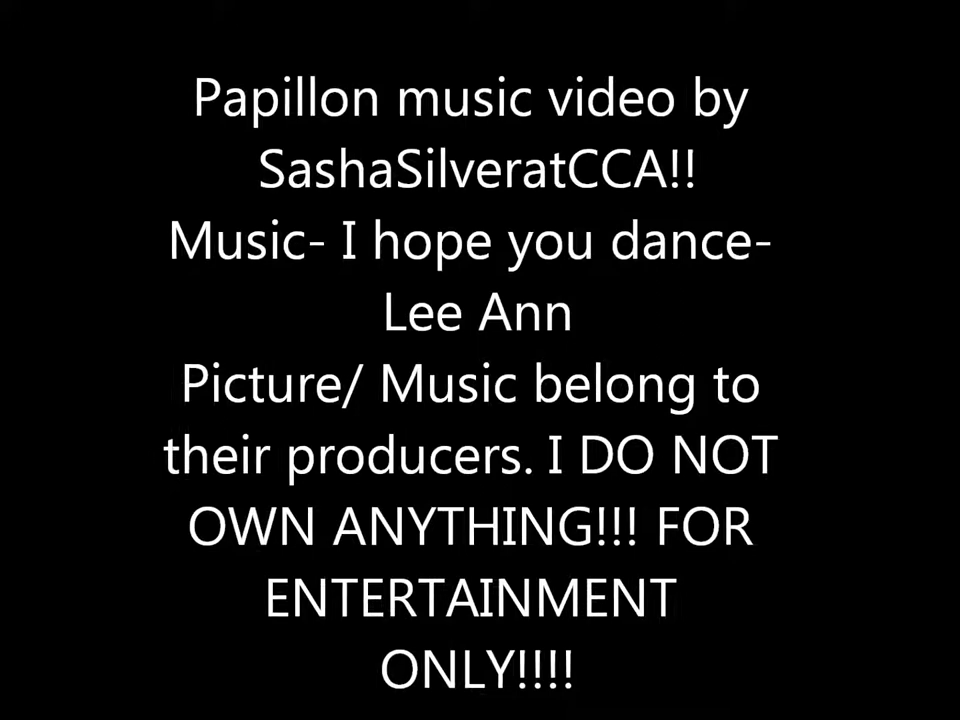 Papillon music video by
SashaSilveratCCA!!
Music- I hope you dance-
Lee Ann
Picture/ Music belong to
their producers. I DO NOT
OWN ANYTHING!!! FOR
ENTERTAINMENT
ONLY!!!!